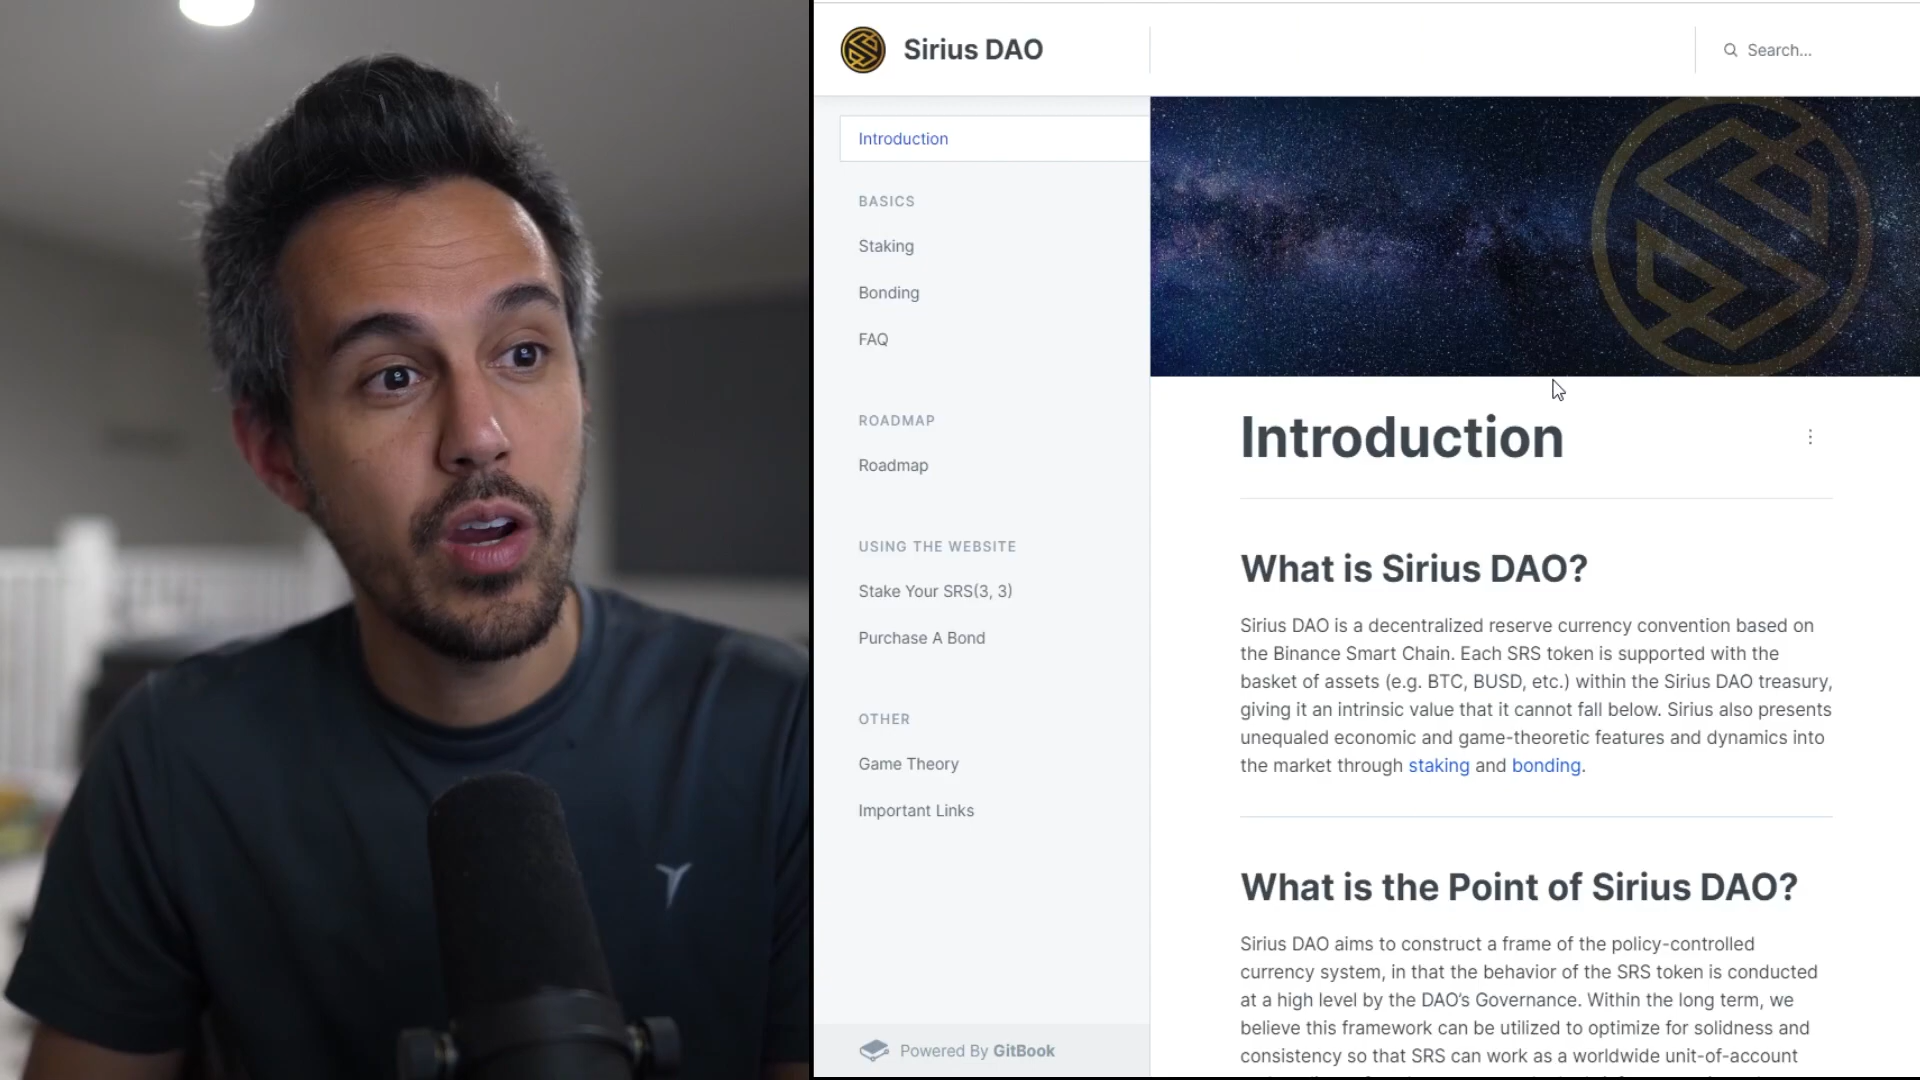 Sirius DAO
Search...
Introduction
BASICS
Staking
Bonding
FAQ
ROADMAP
Roadmap
USING THE WEBSITE
Stake Your SRS(3, 3)
Purchase A Bond
OTHER
Game Theory
Important Links
Powered By GitBook
Introduction
What is Sirius DAO?
Sirius DAO is a decentralized reserve currency convention based on
the Binance Smart Chain. Each SRS token is supported with the
basket of assets (e.g. BTC, BUSD, etc.) within the Sirius DAO treasury,
giving it an intrinsic value that it cannot fall below. Sirius also presents
unequaled economic and game-theoretic features and dynamics into
the market through staking and bonding.
What is the Point of Sirius DAO?
Sirius DAO aims to construct a frame of the policy-controlled
currency system, in that the behavior of the SRS token is conducted
at a high level by the DAO's Governance. Within the long term, we
believe this framework can be utilized to optimize for solidness and
consistency so that SRS can work as a worldwide unit-of-account